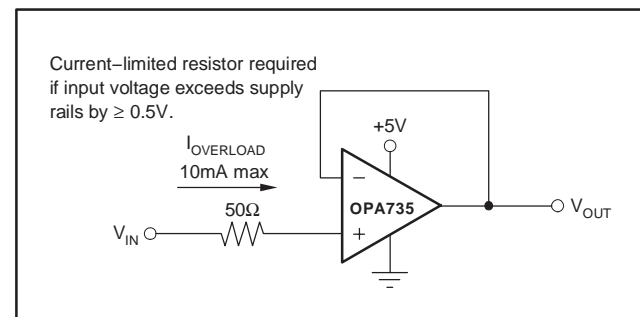 Current–limited resistor required
if input voltage exceeds supply
rails by ≥ 0.5V.
+5V
IOVERLOAD
10mA max
50Ω
–
OPA735
+
VIN
VOUT